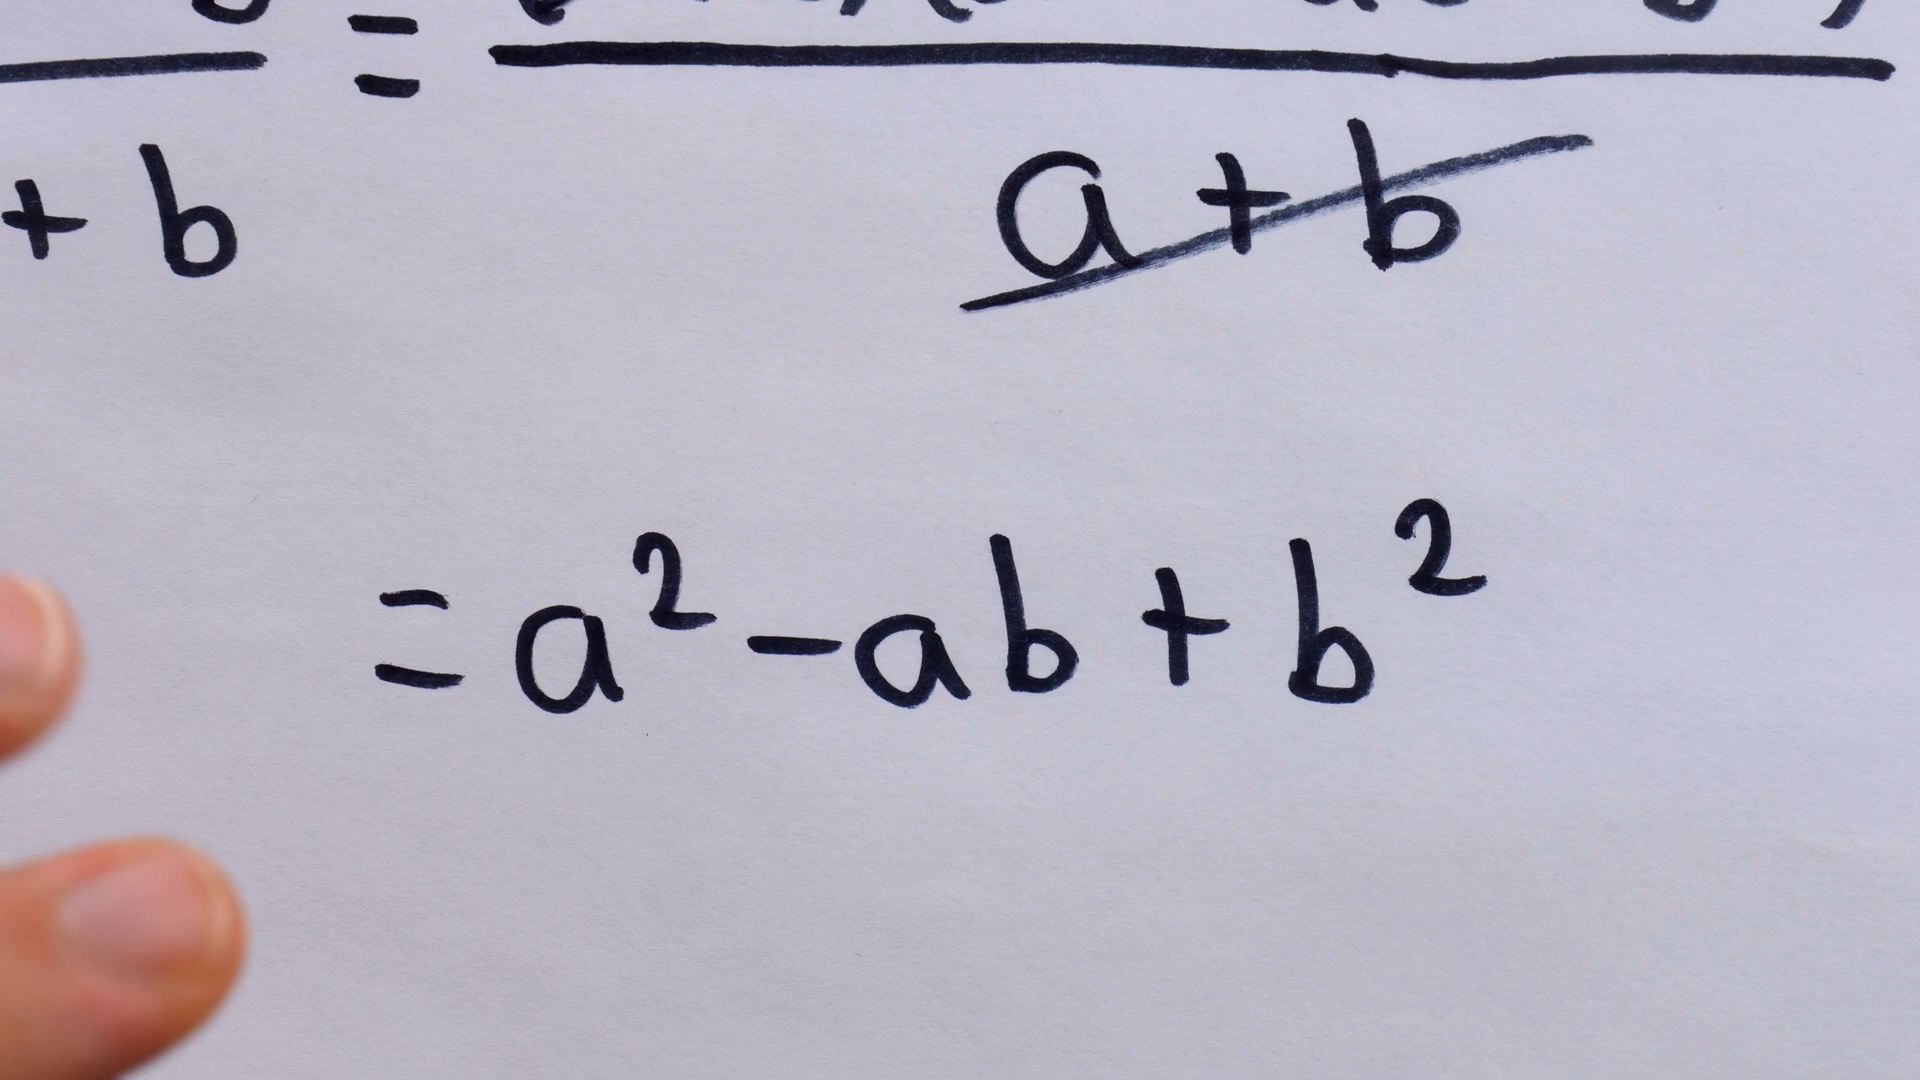 =
+ b a + b
= a² - ab + b²